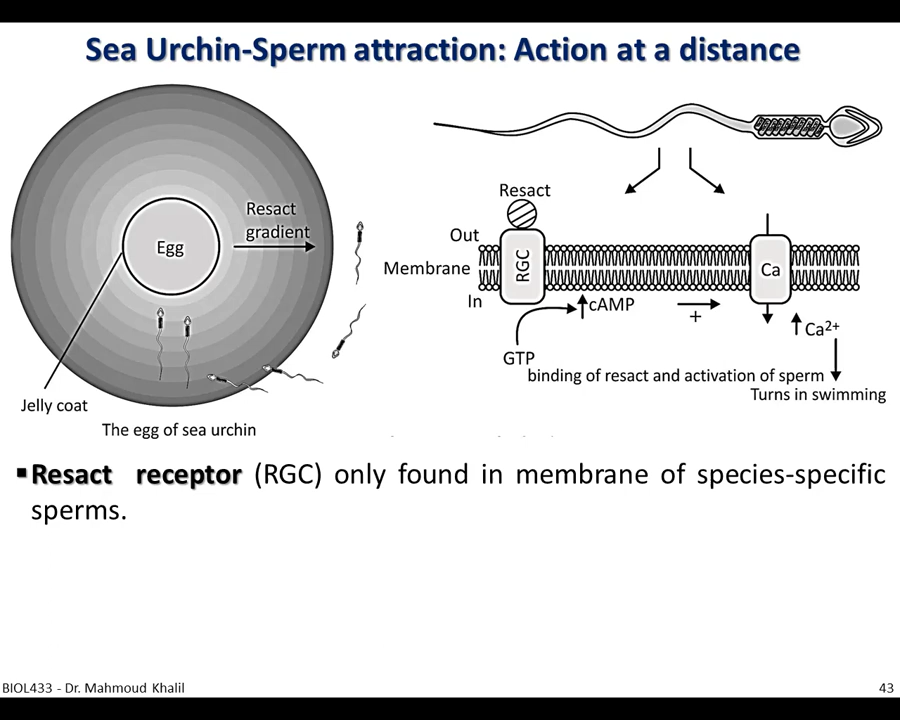 Sea Urchin-Sperm attraction: Action at a distance
Egg
Resact
gradient
Jelly coat
The egg of sea urchin
Resact
Out
Membrane
In
RGC
Ca
cAMP
+
Ca2+
GTP
binding of resact and activation of sperm
Turns in swimming
▪Resact receptor (RGC) only found in membrane of species-specific
sperms.
BIOL433 - Dr. Mahmoud Khalil
43